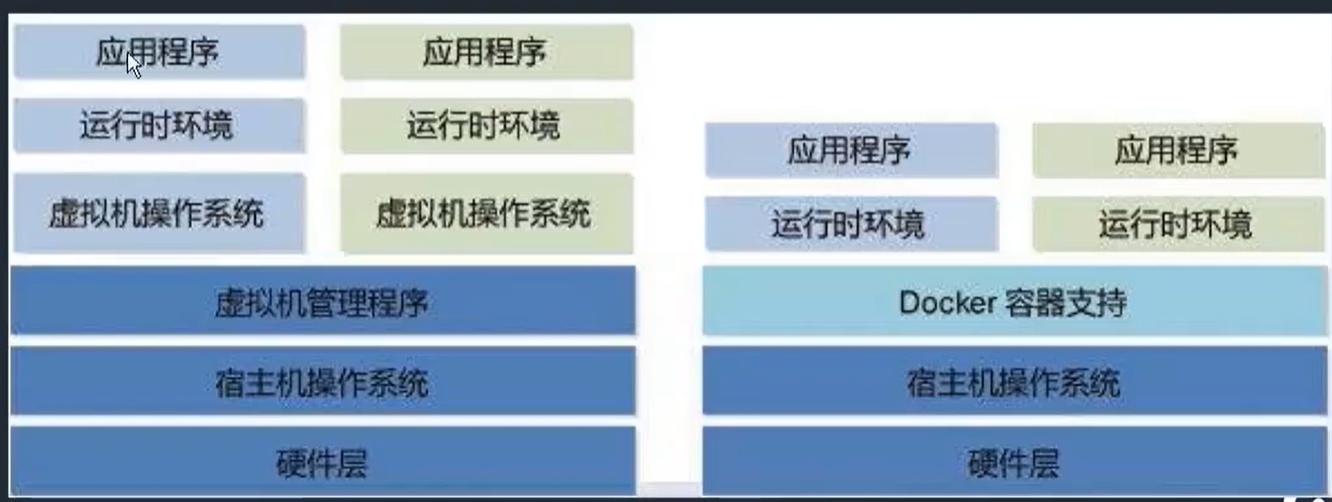 应用程序 应用程序
运行时环境 运行时环境
虚拟机操作系统 虚拟机操作系统
虚拟机管理程序
宿主机操作系统
硬件层
应用程序 应用程序
运行时环境 运行时环境
Docker 容器支持
宿主机操作系统
硬件层